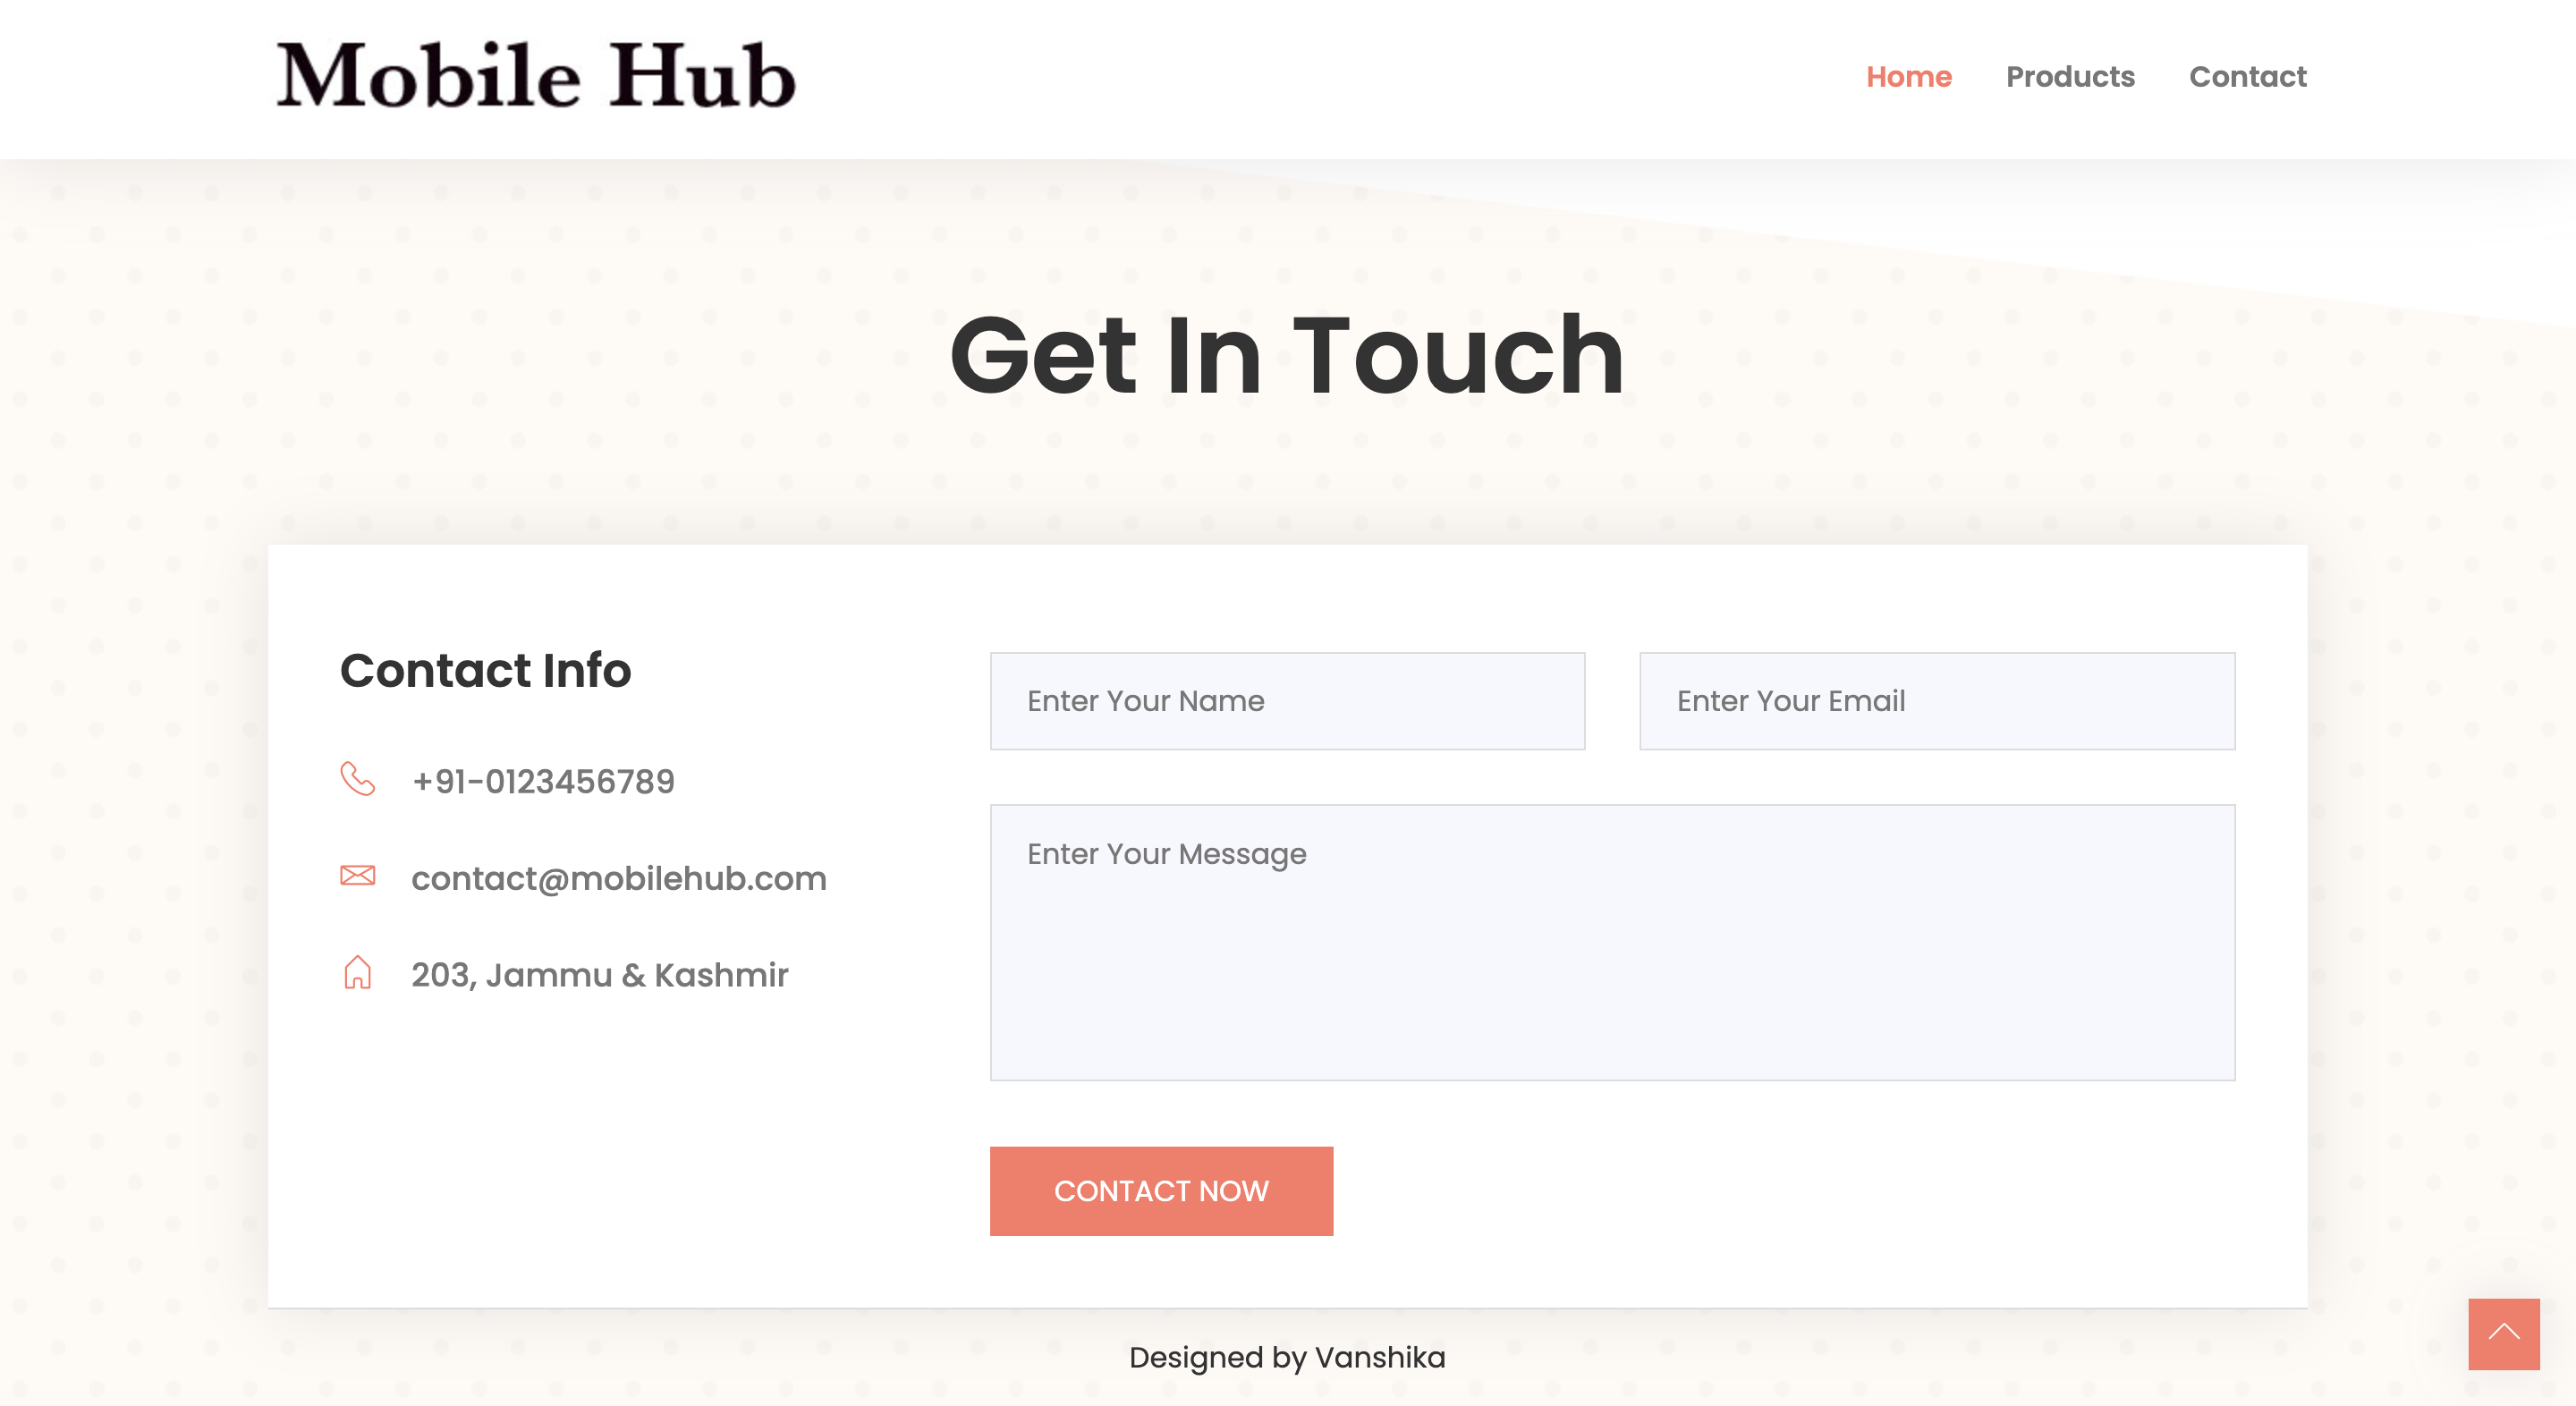 Mobile Hub
Home Products Contact
Get In Touch
Contact Info
+91-0123456789
contact@mobilehub.com
203, Jammu & Kashmir
Enter Your Name
Enter Your Email
Enter Your Message
CONTACT NOW
Designed by Vanshika